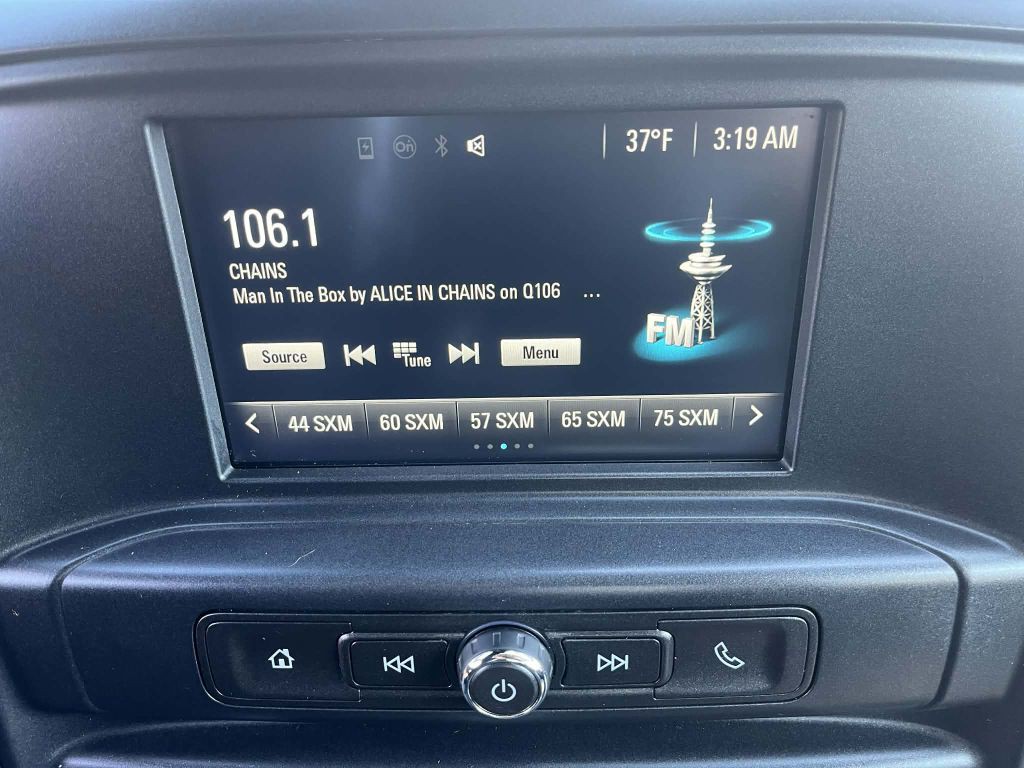 On
37°F
3:19 AM
106.1
CHAINS
Man In The Box by ALICE IN CHAINS on Q106 ...
FM
Source
Tune
Menu
44 SXM
60 SXM
57 SXM
65 SXM
75 SXM